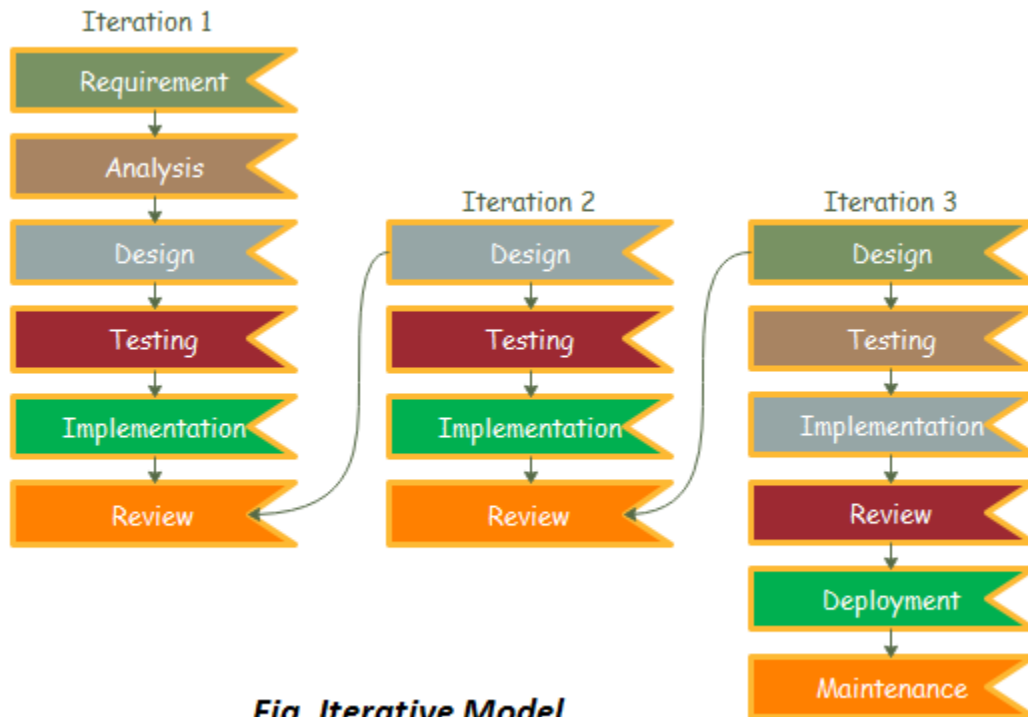 Iteration 1
Requirement
Analysis
Design
Testing
Implementation
Review
Iteration 2
Design
Testing
Implementation
Review
Iteration 3
Design
Testing
Implementation
Review
Deployment
Maintenance
Fig. Iterative Model